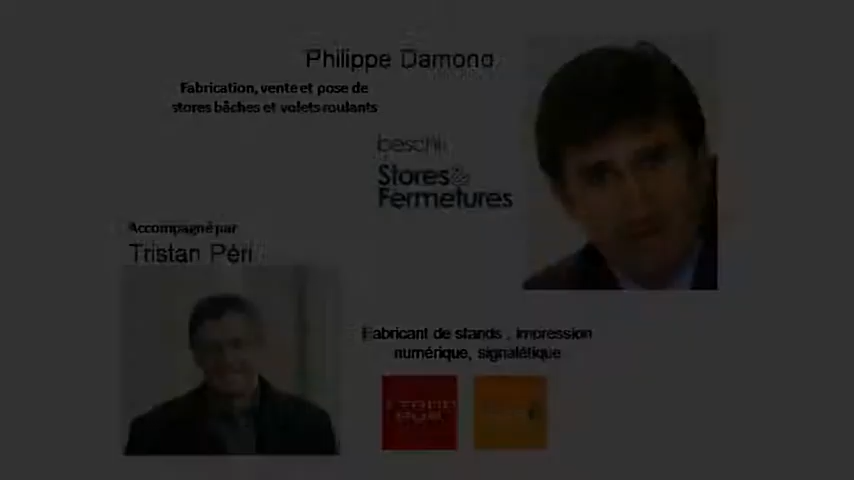 Philippe Damond
Fabrication, vente et pose de
stores bâches et volets roulants
Stores &
Fermetures
Accompagné par
Tristan Péri
Fabricant de stands , impression
numérique, signalétique